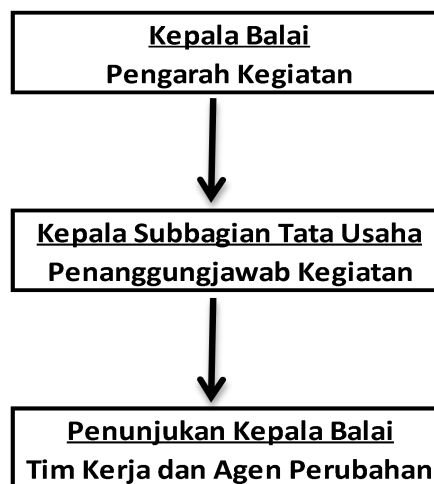 Kepala Balai
Pengarah Kegiatan
Kepala Subbagian Tata Usaha
Penanggungjawab Kegiatan
Penunjukan Kepala Balai
Tim Kerja dan Agen Perubahan